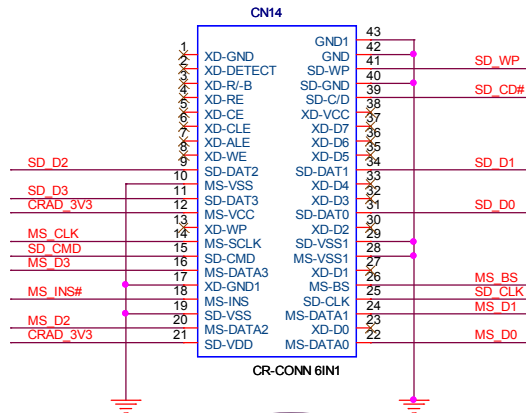 CN14
GND1 43
1 XD-GND GND 42
2 XD-DETECT SD-WP 41 SD_WP
3 XD-R/-B SD-GND 40
4 XD-RE SD-C/D 39 SD_CD#
5 XD-CE XD-VCC 38
6 XD-CLE XD-D7 37
7 XD-ALE XD-D6 36
8 XD-WE XD-D5 35
SD_D2 9 SD-DAT2 SD-DAT1 34 SD_D1
10 MS-VSS XD-D4 33
SD_D3 11 SD-DAT3 XD-D3 32
CRAD_3V3 12 MS-VCC SD-DAT0 31 SD_D0
13 XD-WP XD-D2 30
MS_CLK 14 MS-SCLK SD-VSS1 29
SD_CMD 15 SD-CMD MS-VSS1 28
MS_D3 16 MS-DATA3 XD-D1 27
17 XD-GND1 MS-BS 26 MS_BS
MS_INS# 18 MS-INS SD-CLK 25 SD_CLK
19 SD-VSS MS-DATA1 24 MS_D1
MS_D2 20 MS-DATA2 XD-D0 23
CRAD_3V3 21 SD-VDD MS-DATA0 22 MS_D0
CR-CONN 6IN1